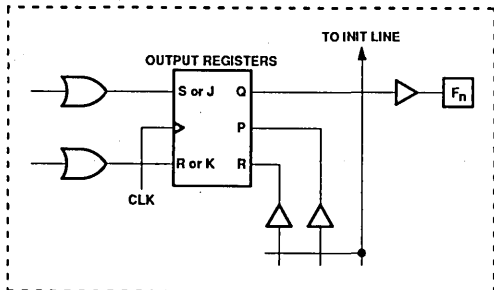 TO INIT LINE
OUTPUT REGISTERS
S or J Q
Fn
P
R or K R
CLK